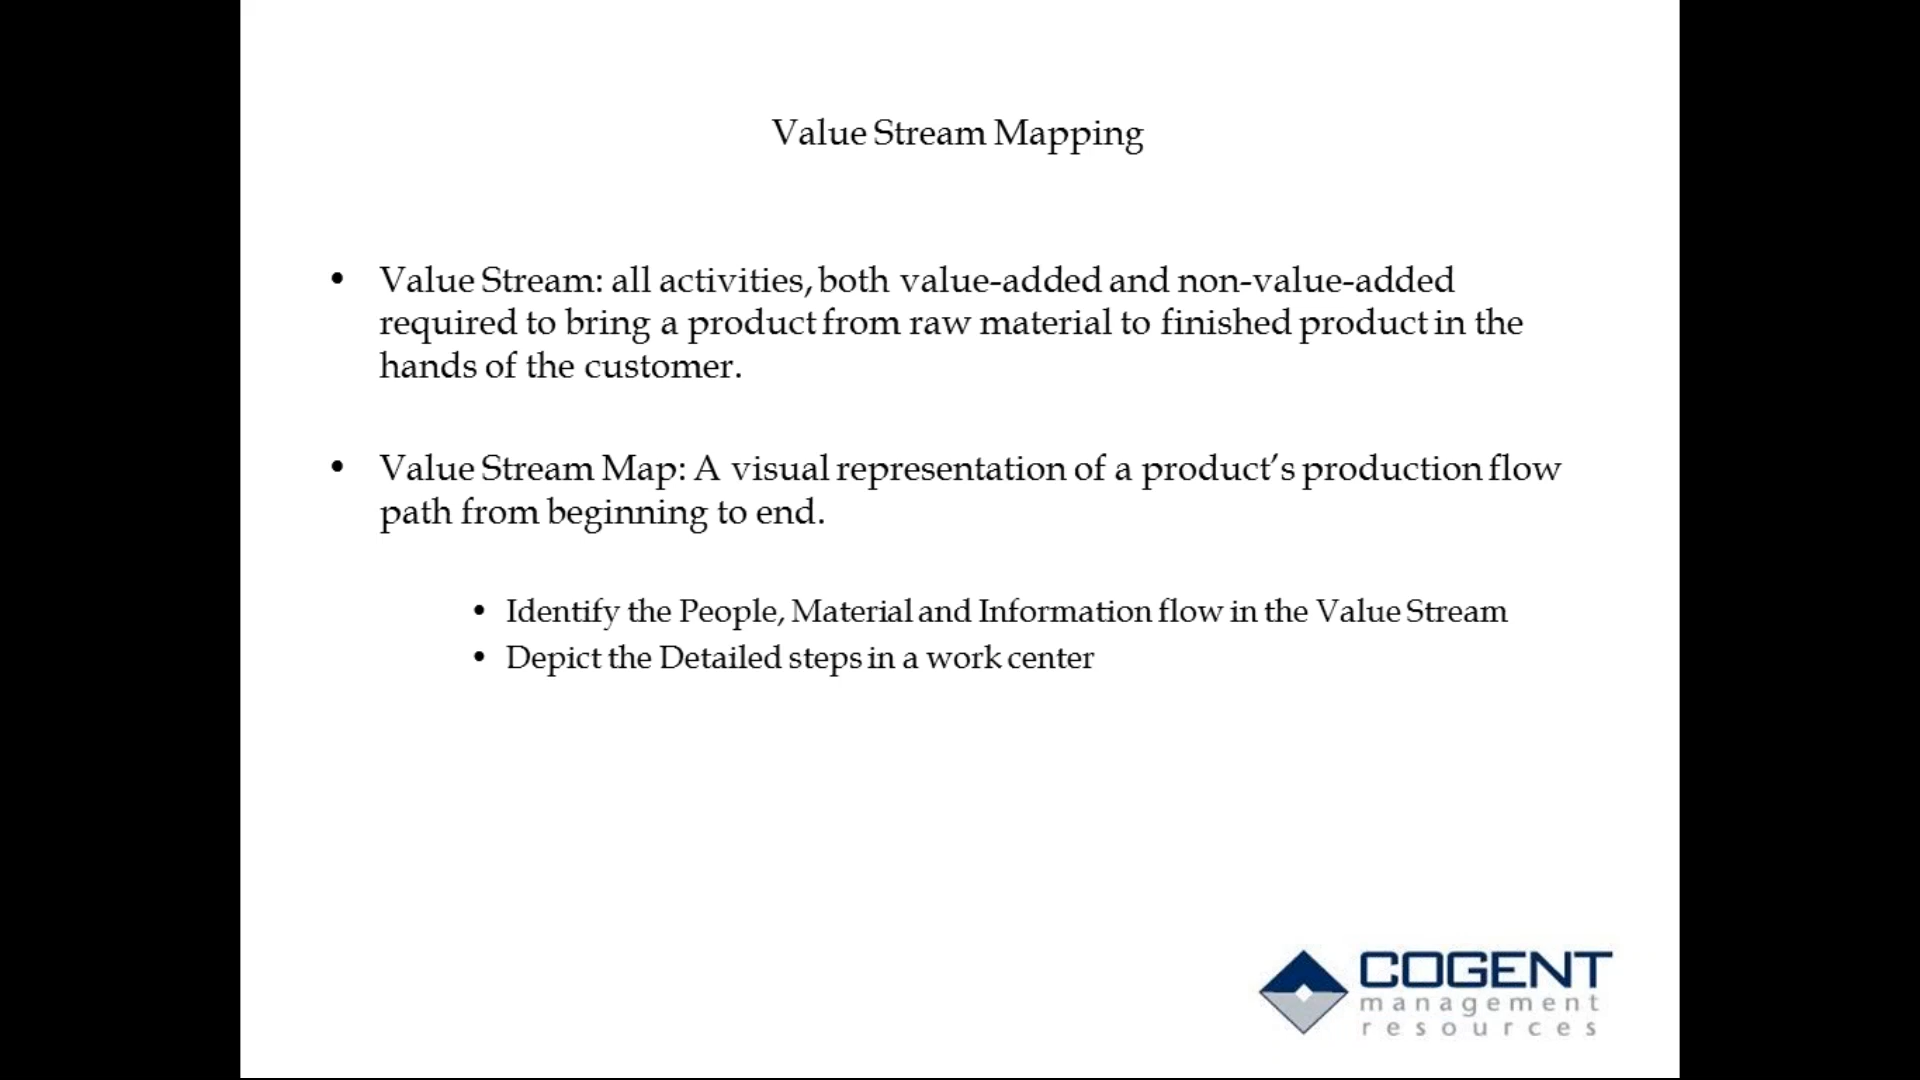 Value Stream Mapping
• Value Stream: all activities, both value-added and non-value-added
required to bring a product from raw material to finished product in the
hands of the customer.
• Value Stream Map: A visual representation of a product’s production flow
path from beginning to end.
• Identify the People, Material and Information flow in the Value Stream
• Depict the Detailed steps in a work center
COGENT
management
resources